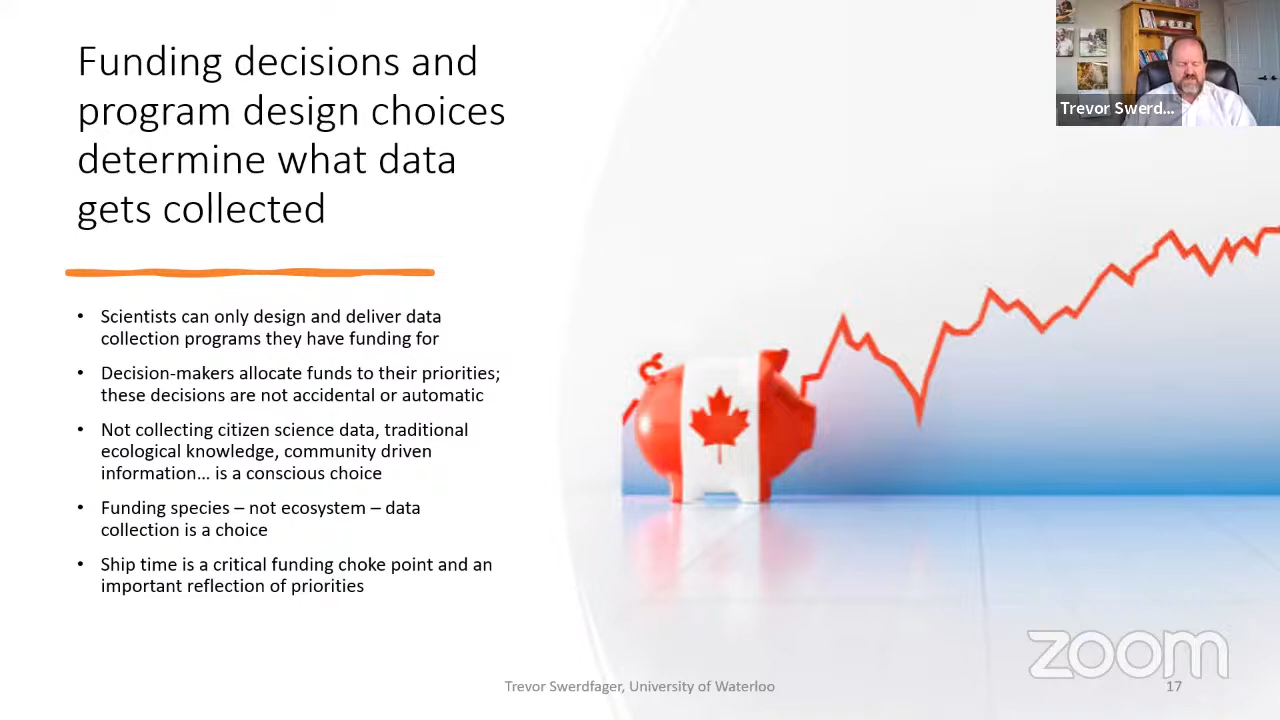 Funding decisions and
program design choices
determine what data
gets collected
• Scientists can only design and deliver data
collection programs they have funding for
• Decision-makers allocate funds to their priorities;
these decisions are not accidental or automatic
• Not collecting citizen science data, traditional
ecological knowledge, community driven
information... is a conscious choice
• Funding species – not ecosystem – data
collection is a choice
• Ship time is a critical funding choke point and an
important reflection of priorities
Trevor Swerd...
zoom
Trevor Swerdfager, University of Waterloo
17